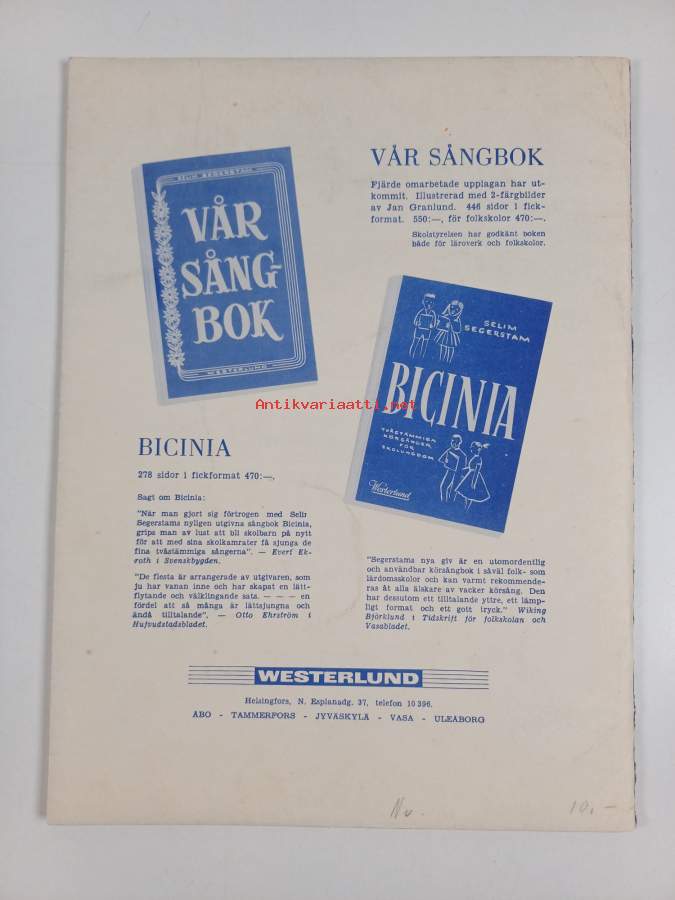 VÅR SÅNGBOK
Fjärde omarbetade upplagan har ut-
kommit. Illustrerad med 2-färgbilder
av Jan Granlund. 446 sidor i fick-
format. 550:—, för folkskolor 470:—.
Skolstyrelsen har godkänt boken
både för läroverk och folkskolor.
SELIM SEGERSTAM
VÅR
SÅNG-
BOK
WESTERLUND
SELIM
SEGERSTAM
BICINIA
TVÅSTÄMMIGA
KÖRSÅNGER
FÖR
SKOLUNGDOM
Westerlund
Antikvariaatti.net
BICINIA
278 sidor i fickformat 470:—.
Sagt om Bicinia:
"När man gjort sig förtrogen med Selim
Segerstams nyligen utgivna sångbok Bicinia,
grips man av lust att bli skolbarn på nytt
för att med sina skolkamrater få sjunga de
fina tvåstämmiga sångerna". — Evert Ek-
roth i Svenskbygden.
"De flesta är arrangerade av utgivaren, som
ju har vanan inne och har skapat en lätt-
flytande och välklingande sats. — — — en
fördel att så många är lättsjungna och
ändå tilltalande", — Otto Ehrström i
Hufvudstadsbladet.
"Segerstams nya giv är en utomordentlig
och användbar körsångbok i såväl folk- som
lärdomsskolor och kan varmt rekommende-
ras åt alla älskare av vacker körsång. Den
har dessutom ett tilltalande yttre, ett lämp-
ligt format och ett gott tryck." Wiking
Björklund i Tidskrift för folkskolan och
Vasabladet.
WESTERLUND
Helsingfors, N. Esplanadg. 37, telefon 10 396.
ÅBO - TAMMERFORS - JYVÄSKYLÄ - VASA - ULEÅBORG
10,-